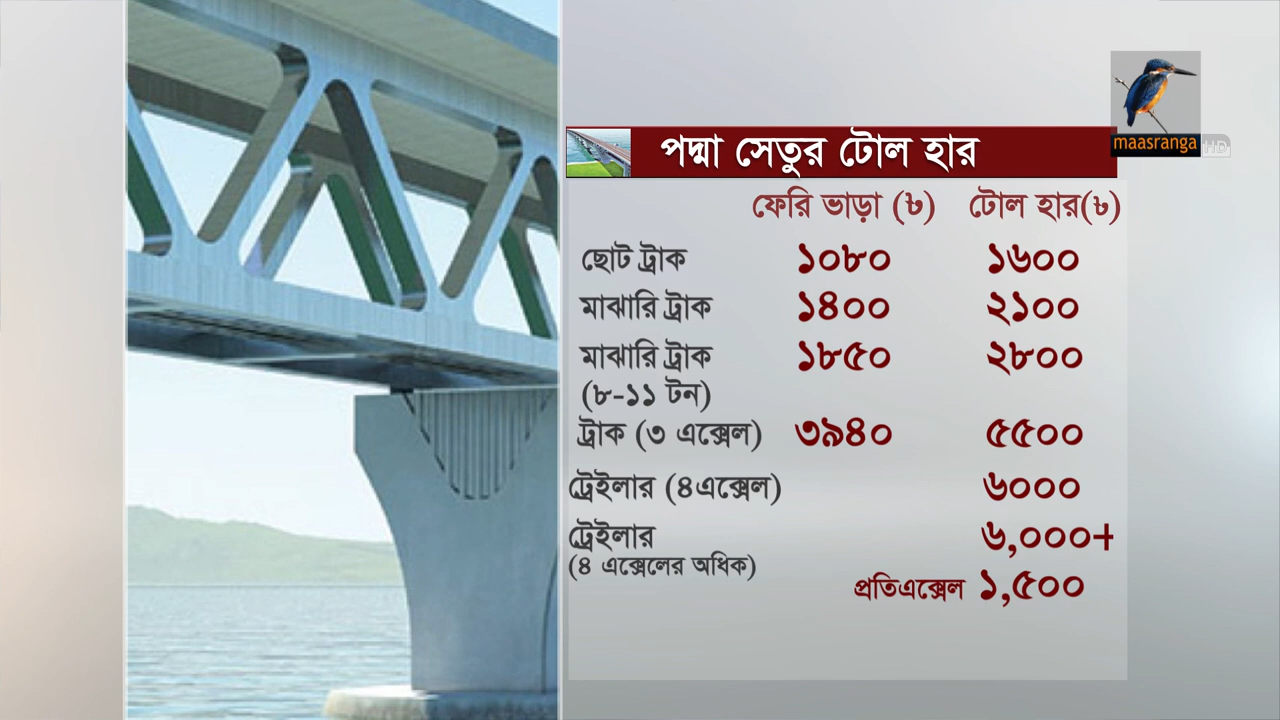 maasranga HD
পদ্মা সেতুর টোল হার
ফেরি ভাড়া (৳) টোল হার(৳)
ছোট ট্রাক ১০৮০ ১৬০০
মাঝারি ট্রাক ১৪০০ ২১০০
মাঝারি ট্রাক ১৮৫০ ২৮০০
(৮-১১ টন)
ট্রাক (৩ এক্সেল) ৩৯৪০ ৫৫০০
ট্রেইলার (৪এক্সেল) ৬০০০
ট্রেইলার ৬,০০০+
(৪ এক্সেলের অধিক)
প্রতিএক্সেল ১,৫০০